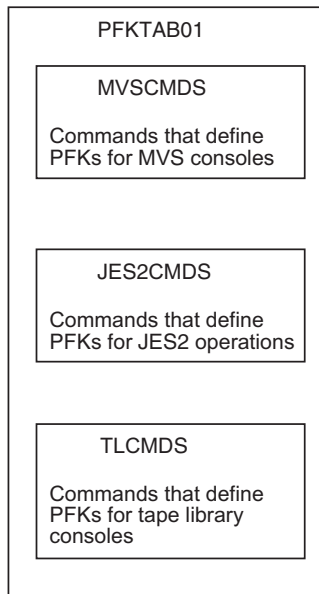 PFKTAB01
MVSCMDS
Commands that define
PFKs for MVS consoles
JES2CMDS
Commands that define
PFKs for JES2 operations
TLCMDS
Commands that define
PFKs for tape library
consoles